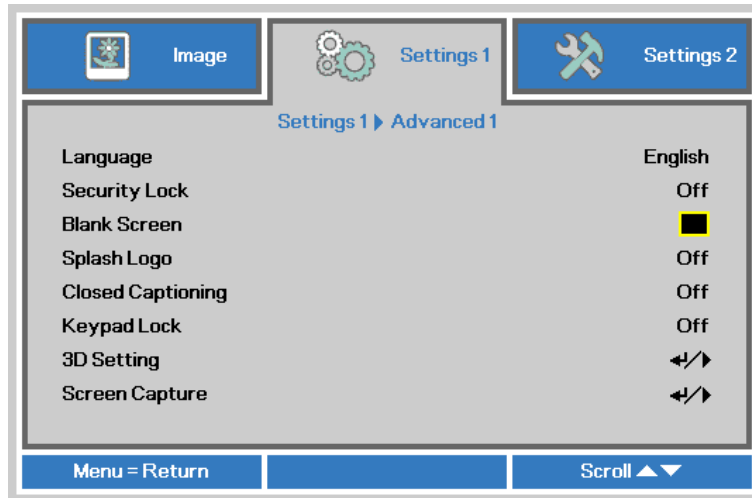 Image
Settings 1
Settings 2
Settings 1 Advanced 1
Language English
Security Lock Off
Blank Screen
Splash Logo Off
Closed Captioning Off
Keypad Lock Off
3D Setting
Screen Capture
Menu = Return
Scroll